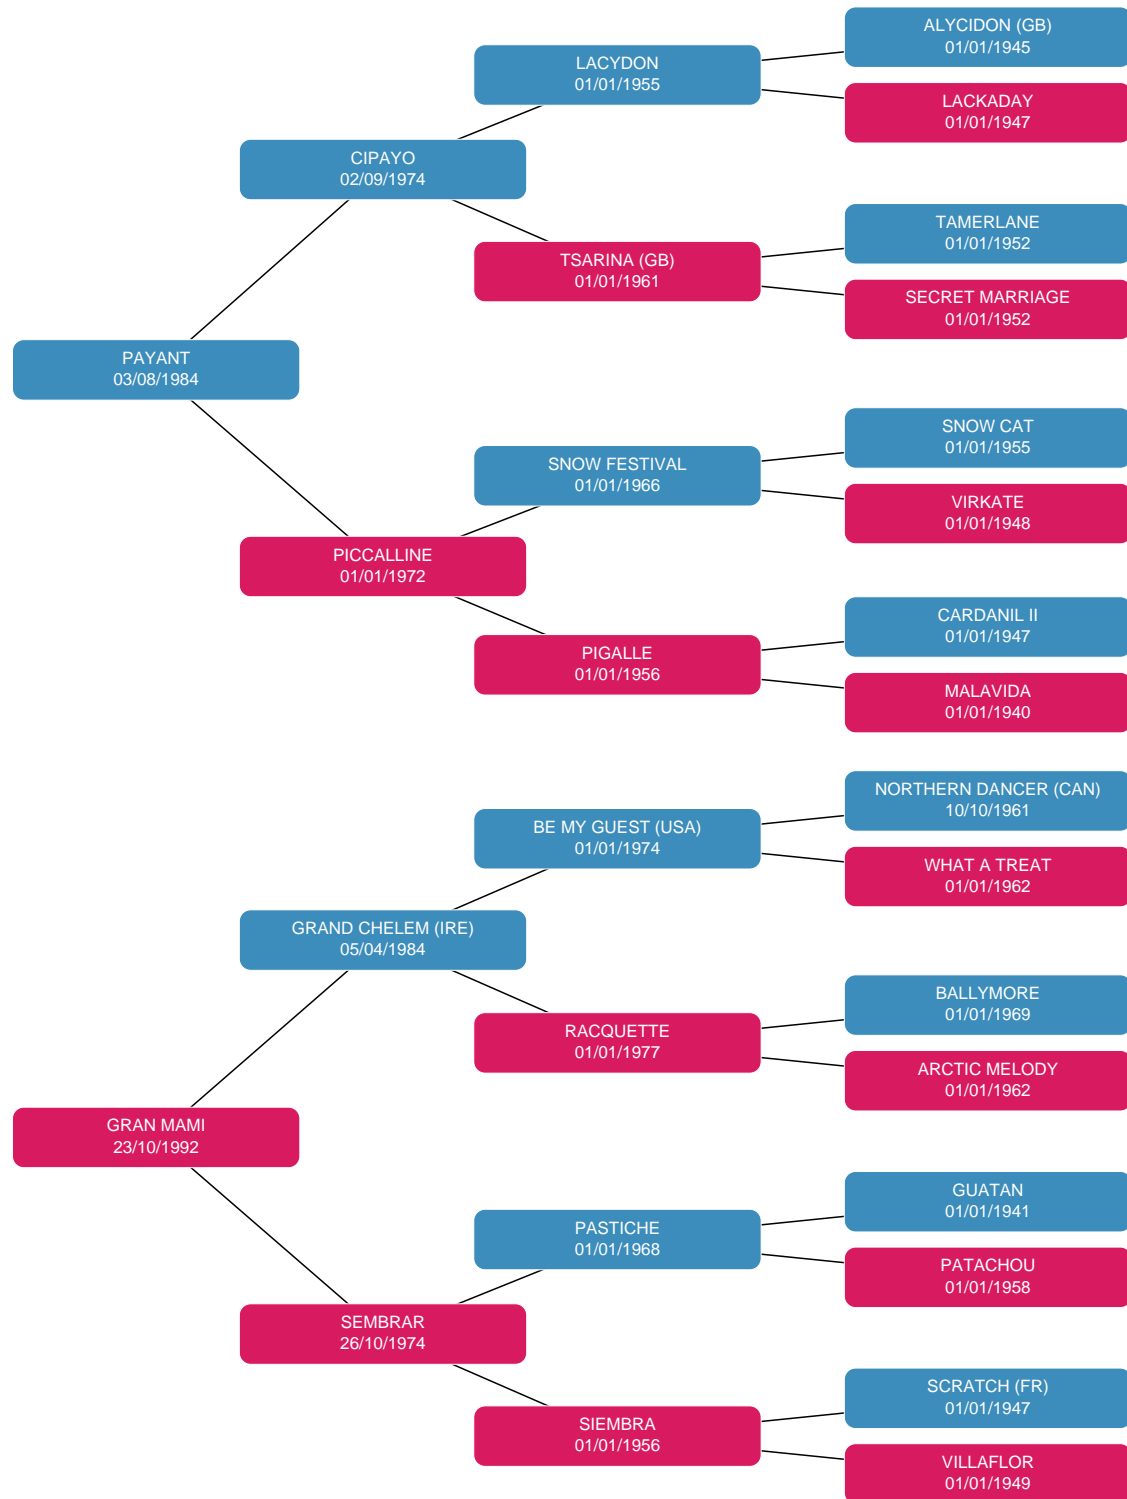 ALYCIDON (GB)
01/01/1945
LACYDON
01/01/1955
LACKADAY
01/01/1947
CIPAYO
02/09/1974
TAMERLANE
01/01/1952
TSARINA (GB)
01/01/1961
SECRET MARRIAGE
01/01/1952
PAYANT
03/08/1984
SNOW CAT
01/01/1955
SNOW FESTIVAL
01/01/1966
VIRKATE
01/01/1948
PICCALLINE
01/01/1972
CARDANIL II
01/01/1947
PIGALLE
01/01/1956
MALAVIDA
01/01/1940
NORTHERN DANCER (CAN)
10/10/1961
BE MY GUEST (USA)
01/01/1974
WHAT A TREAT
01/01/1962
GRAND CHELEM (IRE)
05/04/1984
BALLYMORE
01/01/1969
RACQUETTE
01/01/1977
ARCTIC MELODY
01/01/1962
GRAN MAMI
23/10/1992
GUATAN
01/01/1941
PASTICHE
01/01/1968
PATACHOU
01/01/1958
SEMBRAR
26/10/1974
SCRATCH (FR)
01/01/1947
SIEMBRA
01/01/1956
VILLAFLOR
01/01/1949